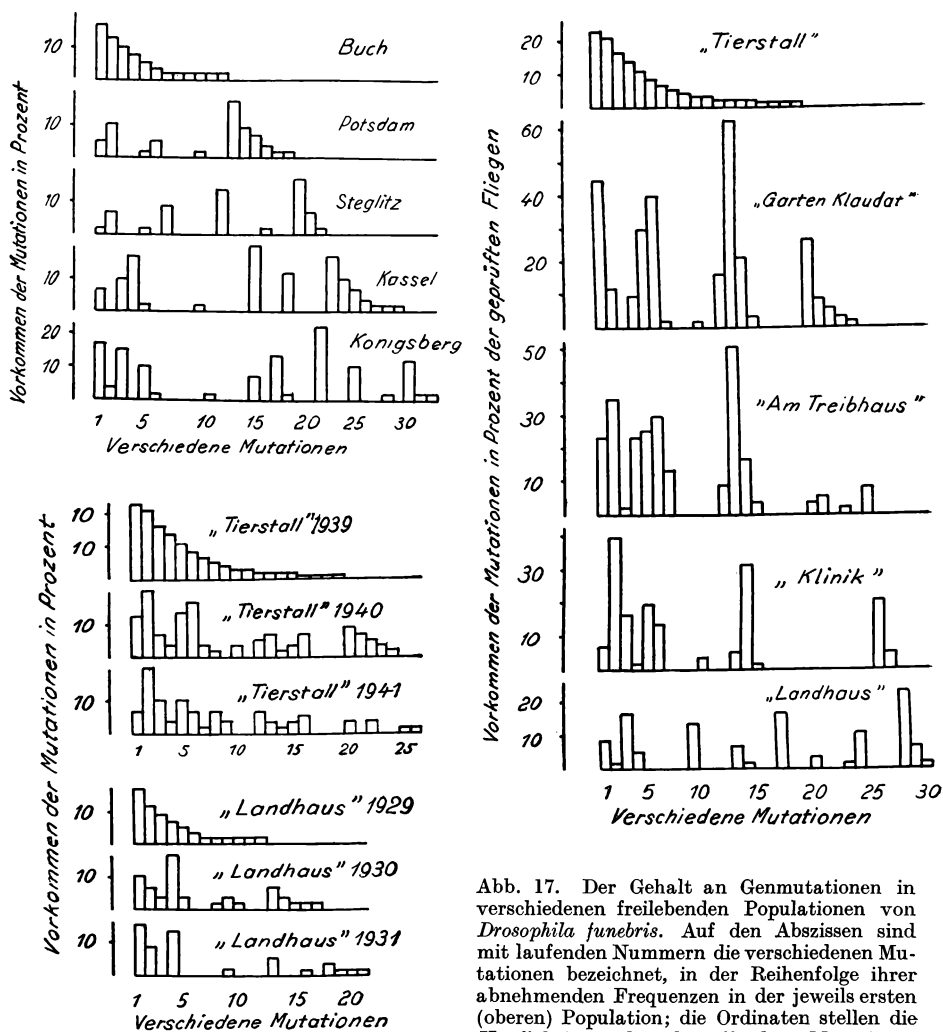 Vorkommen der Mutationen in Prozent
10
Buch
10
Potsdam
10
Steglitz
10
Kassel
20
10
Konigsberg
1 5 10 15 20 25 30
Verschiedene Mutationen
Vorkommen der Mutationen in Prozent
10
10
„Tierstall" 1939
10
„Tierstall" 1940
10
„Tierstall" 1941
1 5 10 15 20 25
10
„Landhaus" 1929
10
„Landhaus" 1930
10
„Landhaus" 1931
1 5 10 15 20
Verschiedene Mutationen
Vorkommen der Mutationen in Prozent der geprüften Fliegen
20
10
„Tierstall"
60
40
20
„Garten Klaudat"
50
30
10
„Am Treibhaus"
30
10
„Klinik"
20
10
„Landhaus"
1 5 10 15 20 25 30
Verschiedene Mutationen
Abb. 17. Der Gehalt an Genmutationen in
verschiedenen freilebenden Populationen von
Drosophila funebris. Auf den Abszissen sind
mit laufenden Nummern die verschiedenen Mu-
tationen bezeichnet, in der Reihenfolge ihrer
abnehmenden Frequenzen in der jeweils ersten
(oberen) Population; die Ordinaten stellen die